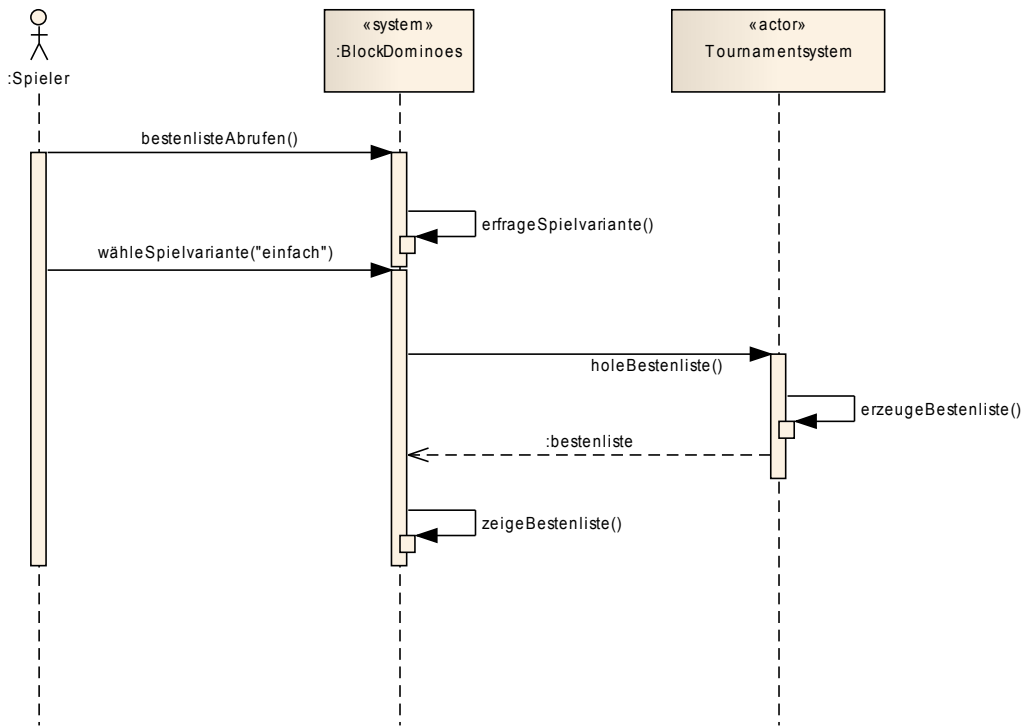 «system»
«actor»
:BlockDominoes
Tournamentsystem
:Spieler
bestenlisteAbrufen()
erfrageSpielvariante()
wähleSpielvariante("einfach")
holeBestenliste()
erzeugeBestenliste()
:bestenliste
zeigeBestenliste()